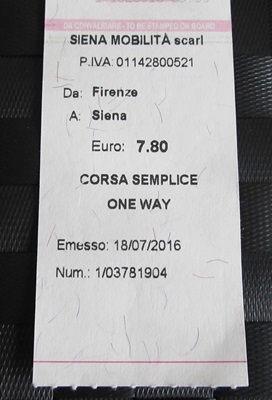 DA CONVALIDARE - TO BE STAMPED ON BOARD
SIENA MOBILITÀ scarl
P.IVA: 01142800521
Da: Firenze
A: Siena
Euro: 7.80
CORSA SEMPLICE
ONE WAY
Emesso: 18/07/2016
Num.: 1/03781904